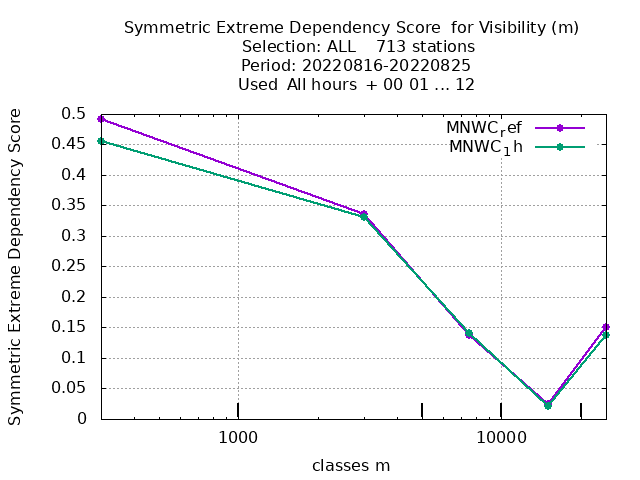 Symmetric Extreme Dependency Score  for Visibility (m)
Selection: ALL    713 stations
Period: 20220816-20220825
Used  All hours  + 00 01 ... 12
Symmetric Extreme Dependency Score
0.5
0.45
0.4
0.35
0.3
0.25
0.2
0.15
0.1
0.05
0
MNWCref
MNWC1h
1000
10000
classes m